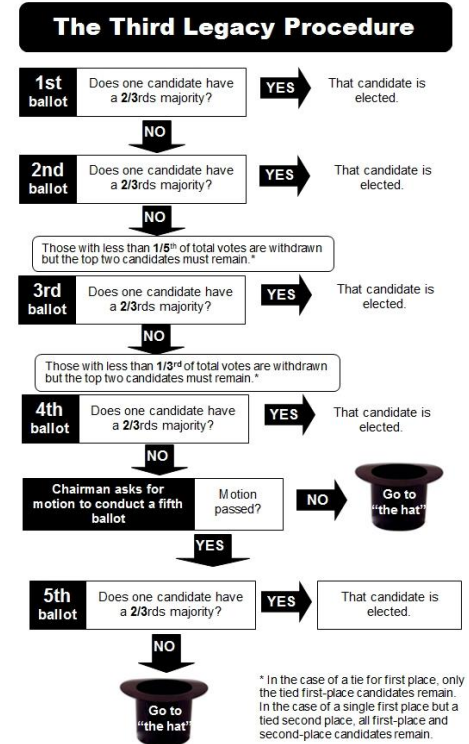 The Third Legacy Procedure
1st
ballot
Does one candidate have
a 2/3rds majority?
YES
That candidate is
elected.
NO
2nd
ballot
Does one candidate have
a 2/3rds majority?
YES
That candidate is
elected.
NO
Those with less than 1/5th of total votes are withdrawn
but the top two candidates must remain.*
3rd
ballot
Does one candidate have
a 2/3rds majority?
YES
That candidate is
elected.
NO
Those with less than 1/3rd of total votes are withdrawn
but the top two candidates must remain.*
4th
ballot
Does one candidate have
a 2/3rds majority?
YES
That candidate is
elected.
NO
Chairman asks for
motion to conduct a fifth
ballot
Motion
passed?
NO
Go to
"the hat"
YES
5th
ballot
Does one candidate have
a 2/3rds majority?
YES
That candidate is
elected.
NO
Go to
"the hat"
* In the case of a tie for first place, only
the tied first-place candidates remain.
In the case of a single first place but a
tied second place, all first-place and
second-place candidates remain.